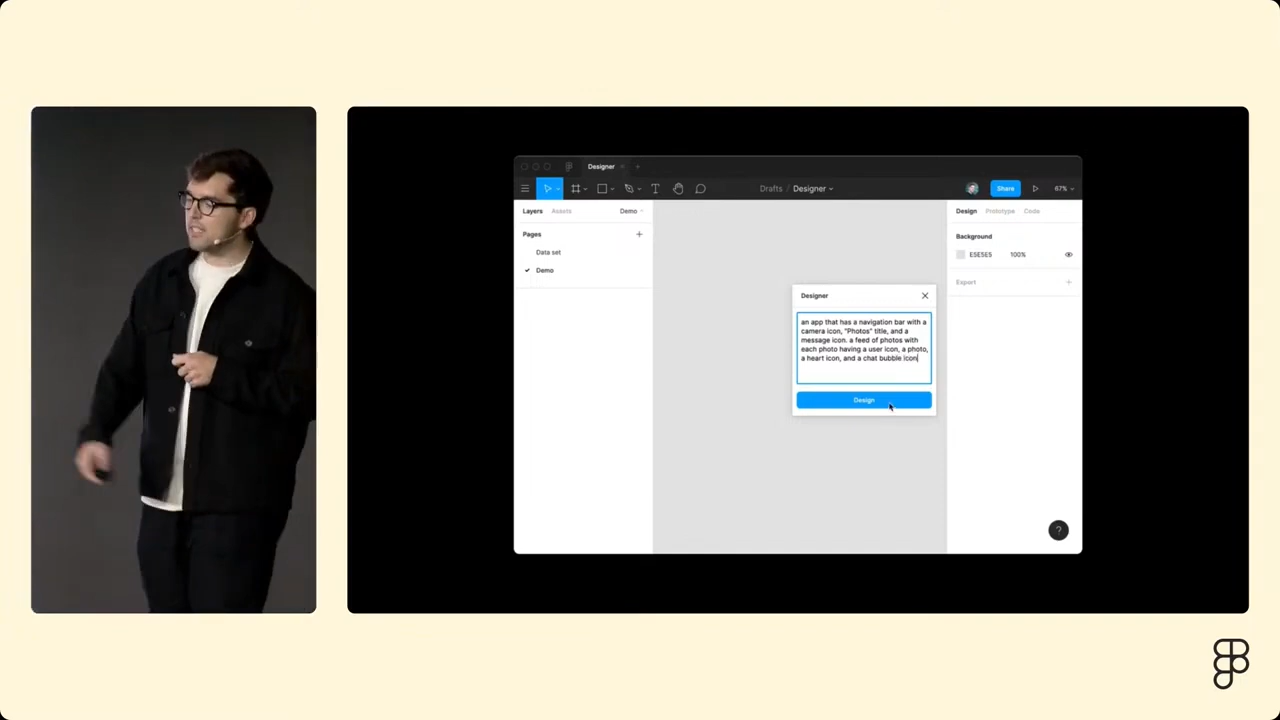 Designer
Drafts / Designer
Share
67%
Layers
Assets
Demo
Pages
Data set
Demo
Design
Prototype
Code
Background
E5E5E5
100%
Export
Designer
an app that has a navigation bar with a
camera icon, "Photos" title, and a
message icon. a feed of photos with
each photo having a user icon, a photo,
a heart icon, and a chat bubble icon
Design
?